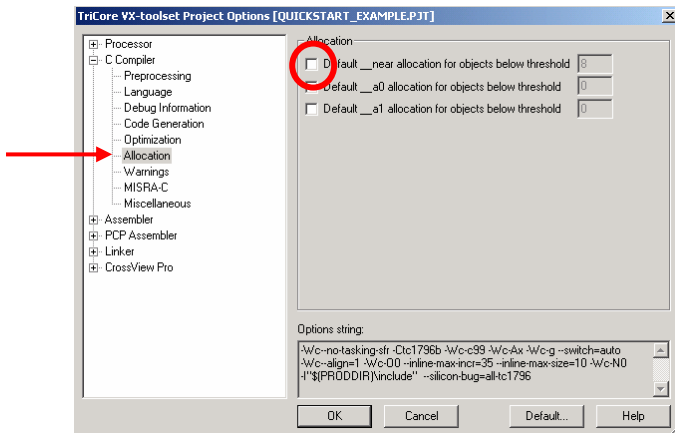 TriCore VX-toolset Project Options [QUICKSTART_EXAMPLE.PJT]
Processor
C Compiler
Preprocessing
Language
Debug Information
Code Generation
Optimization
Allocation
Warnings
MISRA-C
Miscellaneous
Assembler
PCP Assembler
Linker
CrossView Pro
Allocation
Default __near allocation for objects below threshold 8
Default __a0 allocation for objects below threshold 0
Default __a1 allocation for objects below threshold 0
Options string:
-Wc--no-tasking-sfr -Ctc1796b -Wc-c99 -Wc-Ax -Wc-g --switch=auto
-Wc--align=1 -Wc-O0 --inline-max-incr=35 --inline-max-size=10 -Wc-N0
-I"$(PRODDIR)\include" --silicon-bug=all-tc1796
OK Cancel Default... Help